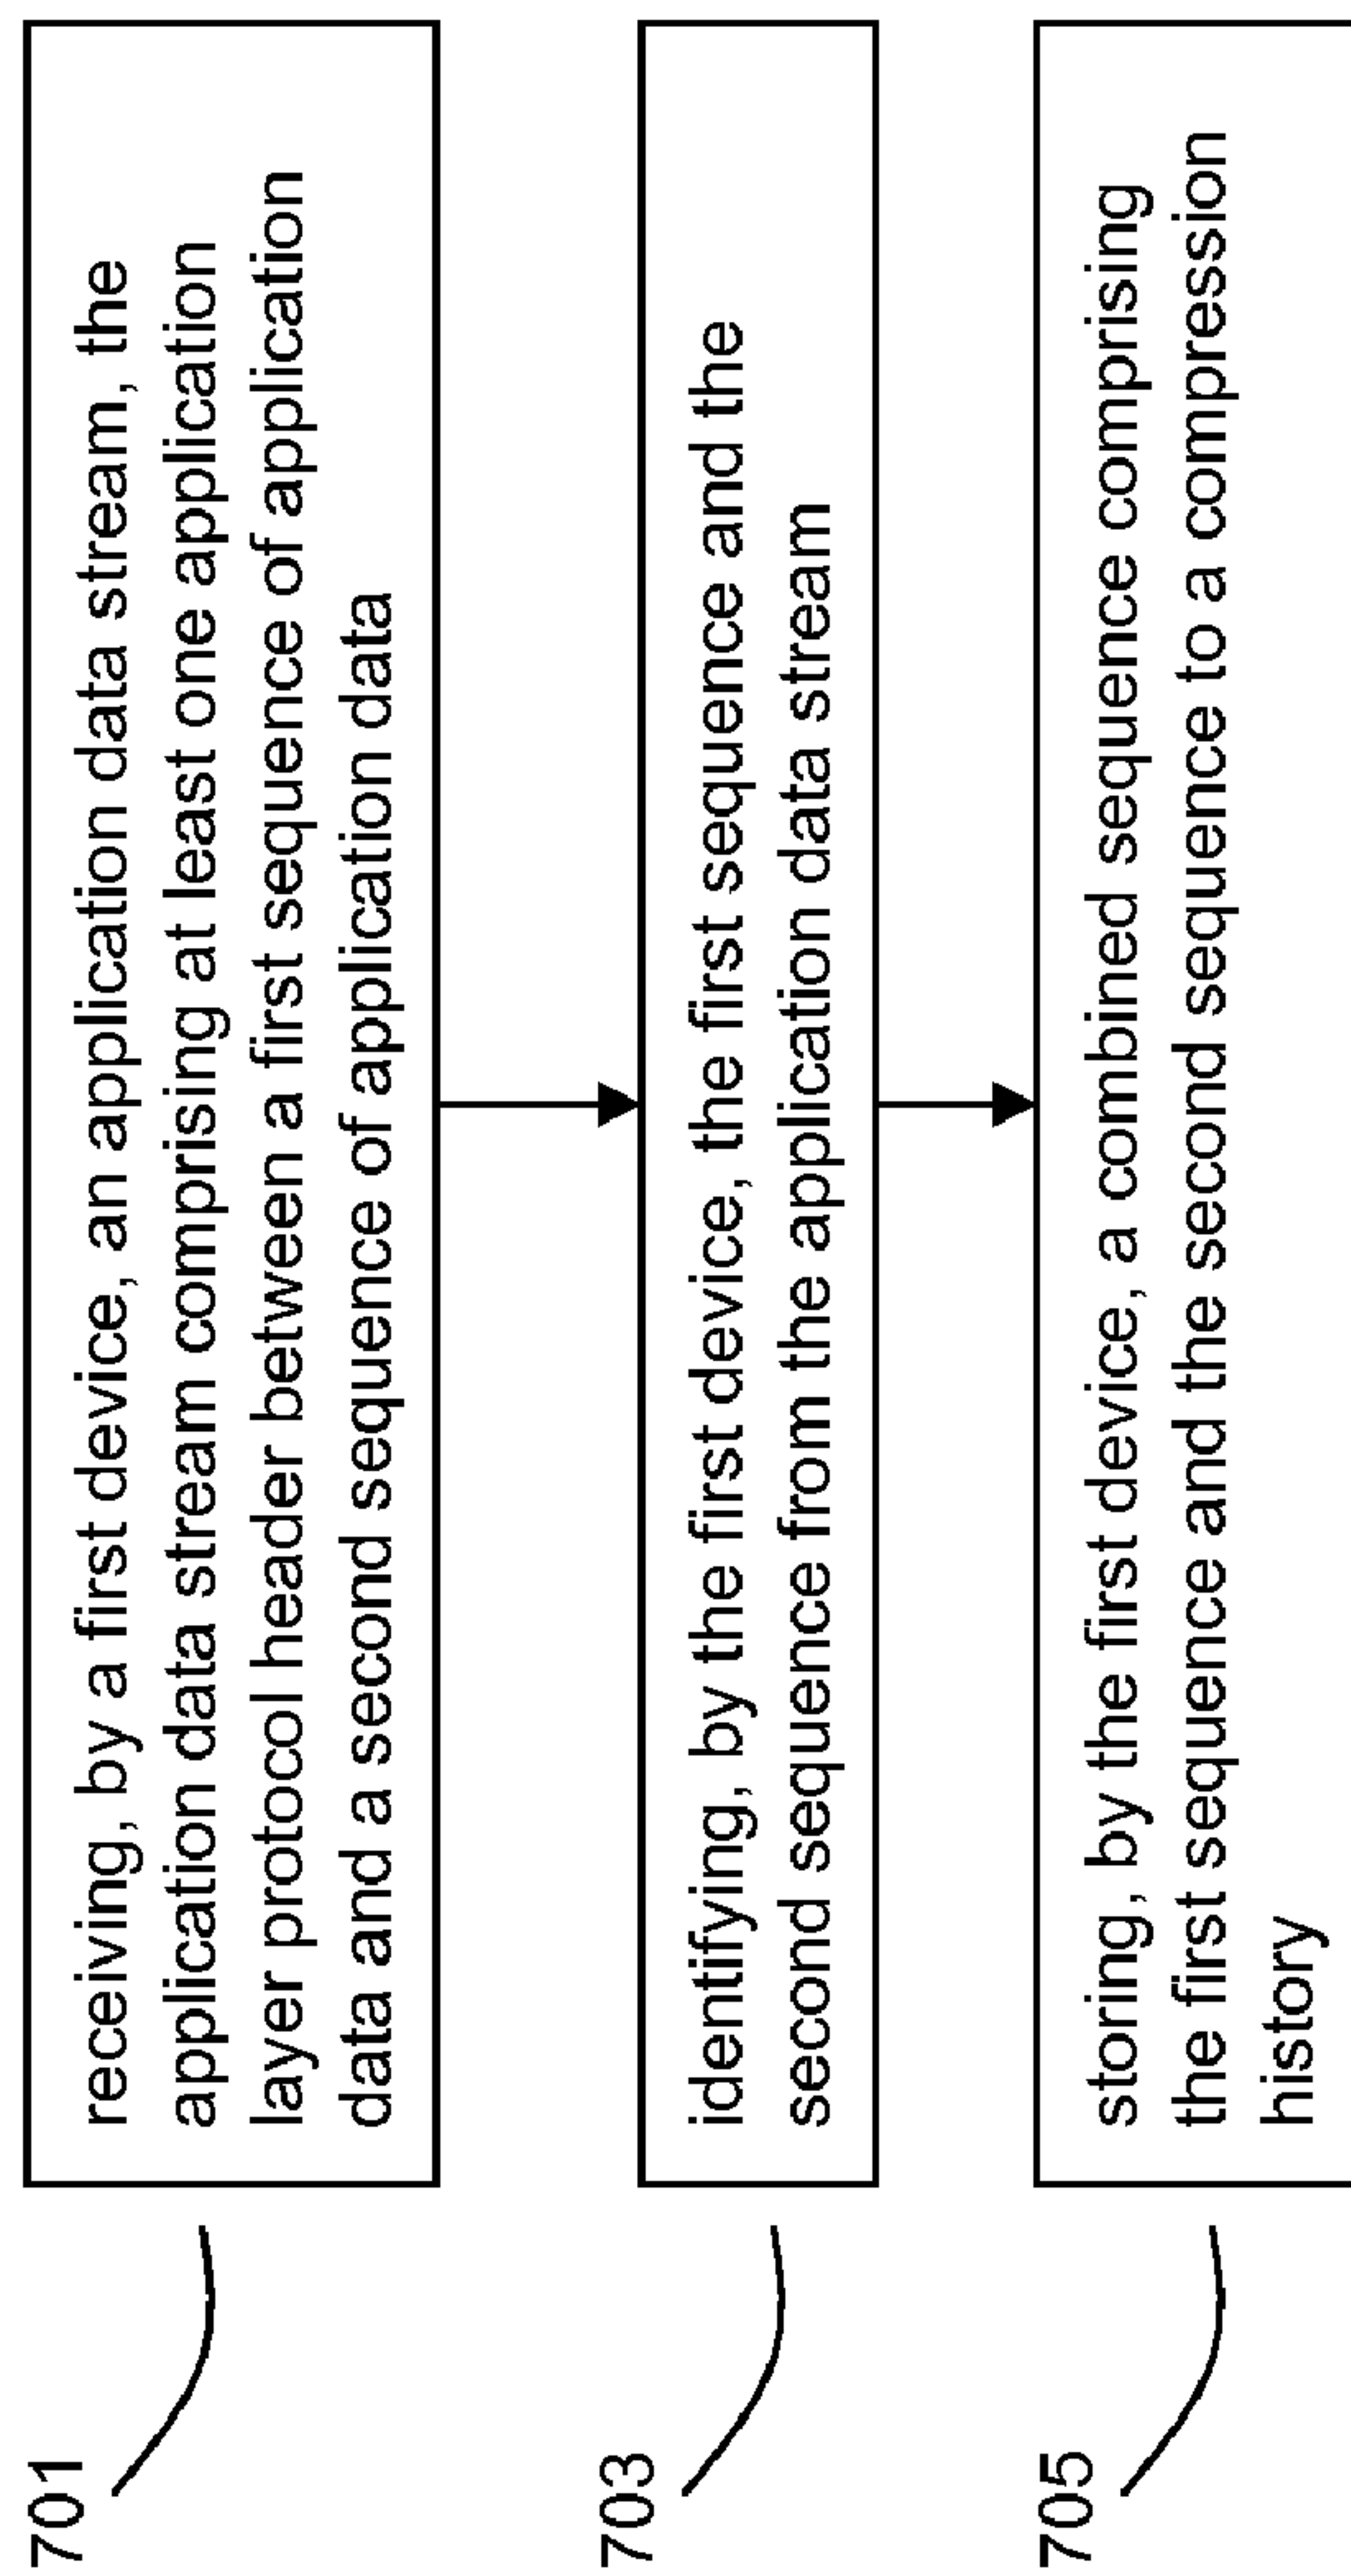 701
receiving, by a first device, an application data stream, the
application data stream comprising at least one application
layer protocol header between a first sequence of application
data and a second sequence of application data
703
identifying, by the first device, the first sequence and the
second sequence from the application data stream
705
storing, by the first device, a combined sequence comprising
the first sequence and the second sequence to a compression
history